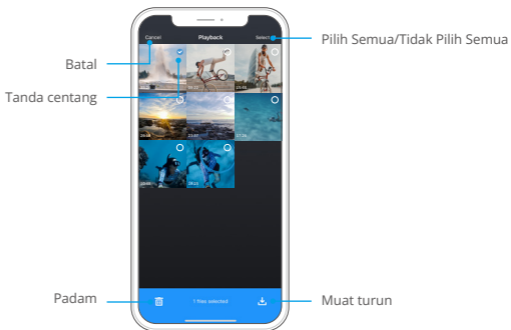 Cancel Playback Select
Pilih Semua/Tidak Pilih Semua
Batal
Tanda centang
Padam
1 files selected
Muat turun